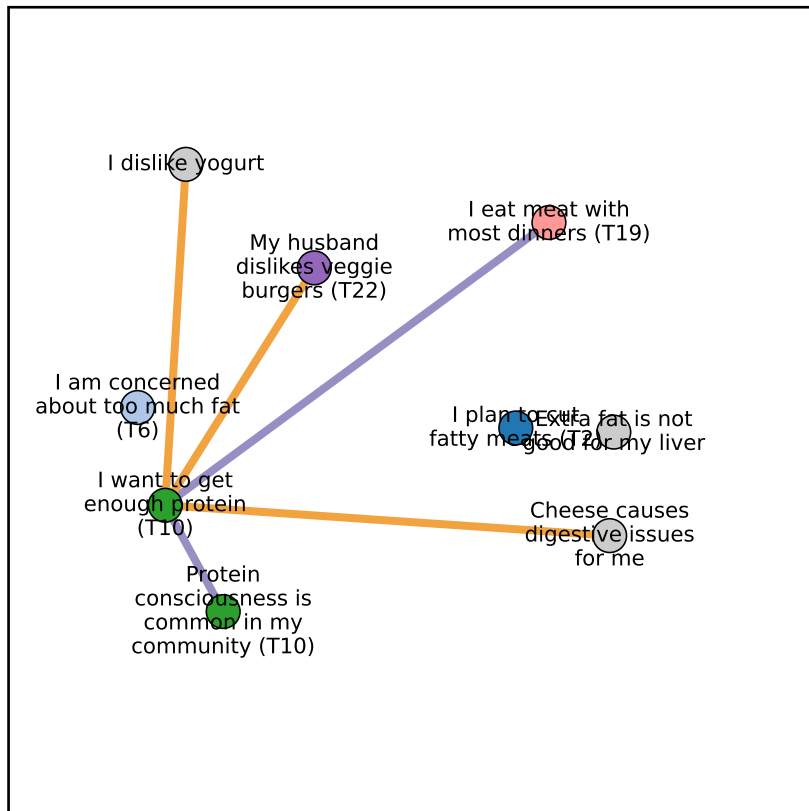 I dislike yogurt
I eat meat with
most dinners (T19)
My husband
dislikes veggie
burgers (T22)
I am concerned
about too much fat
(T6)
I plan to cut
fatty meats (T2)
Extra fat is not
good for my liver
I want to get
enough protein
(T10)
Cheese causes
digestive issues
for me
Protein
consciousness is
common in my
community (T10)